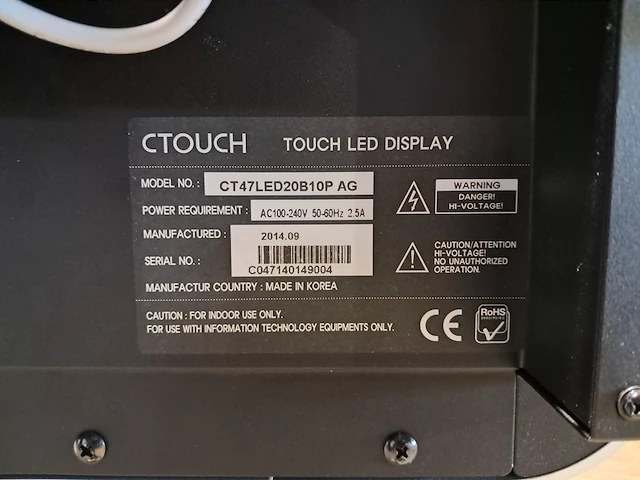 CTOUCH TOUCH LED DISPLAY
MODEL NO. : CT47LED20B10P AG
POWER REQUIREMENT : AC100-240V 50-60Hz 2.5A
MANUFACTURED : 2014.09
SERIAL NO. : C047140149004
MANUFACTUR COUNTRY : MADE IN KOREA
WARNING
DANGER!
HI-VOLTAGE!
CAUTION/ATTENTION
HI-VOLTAGE!
NO UNAUTHORIZED
OPERATION.
CAUTION : FOR INDOOR USE ONLY.
FOR USE WITH INFORMATION TECHNOLOGY EQUIPMENTS ONLY.
CE
RoHS